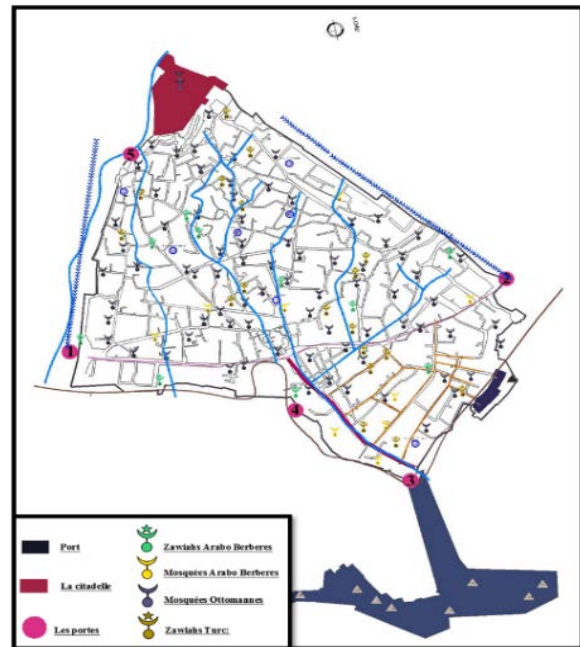 5
2
1
4
3
Port
La citadelle
Les portes
Zawiahs Arabo Berberes
Mosquées Arabo Berberes
Mosquées Ottomannes
Zawiahs Turc: